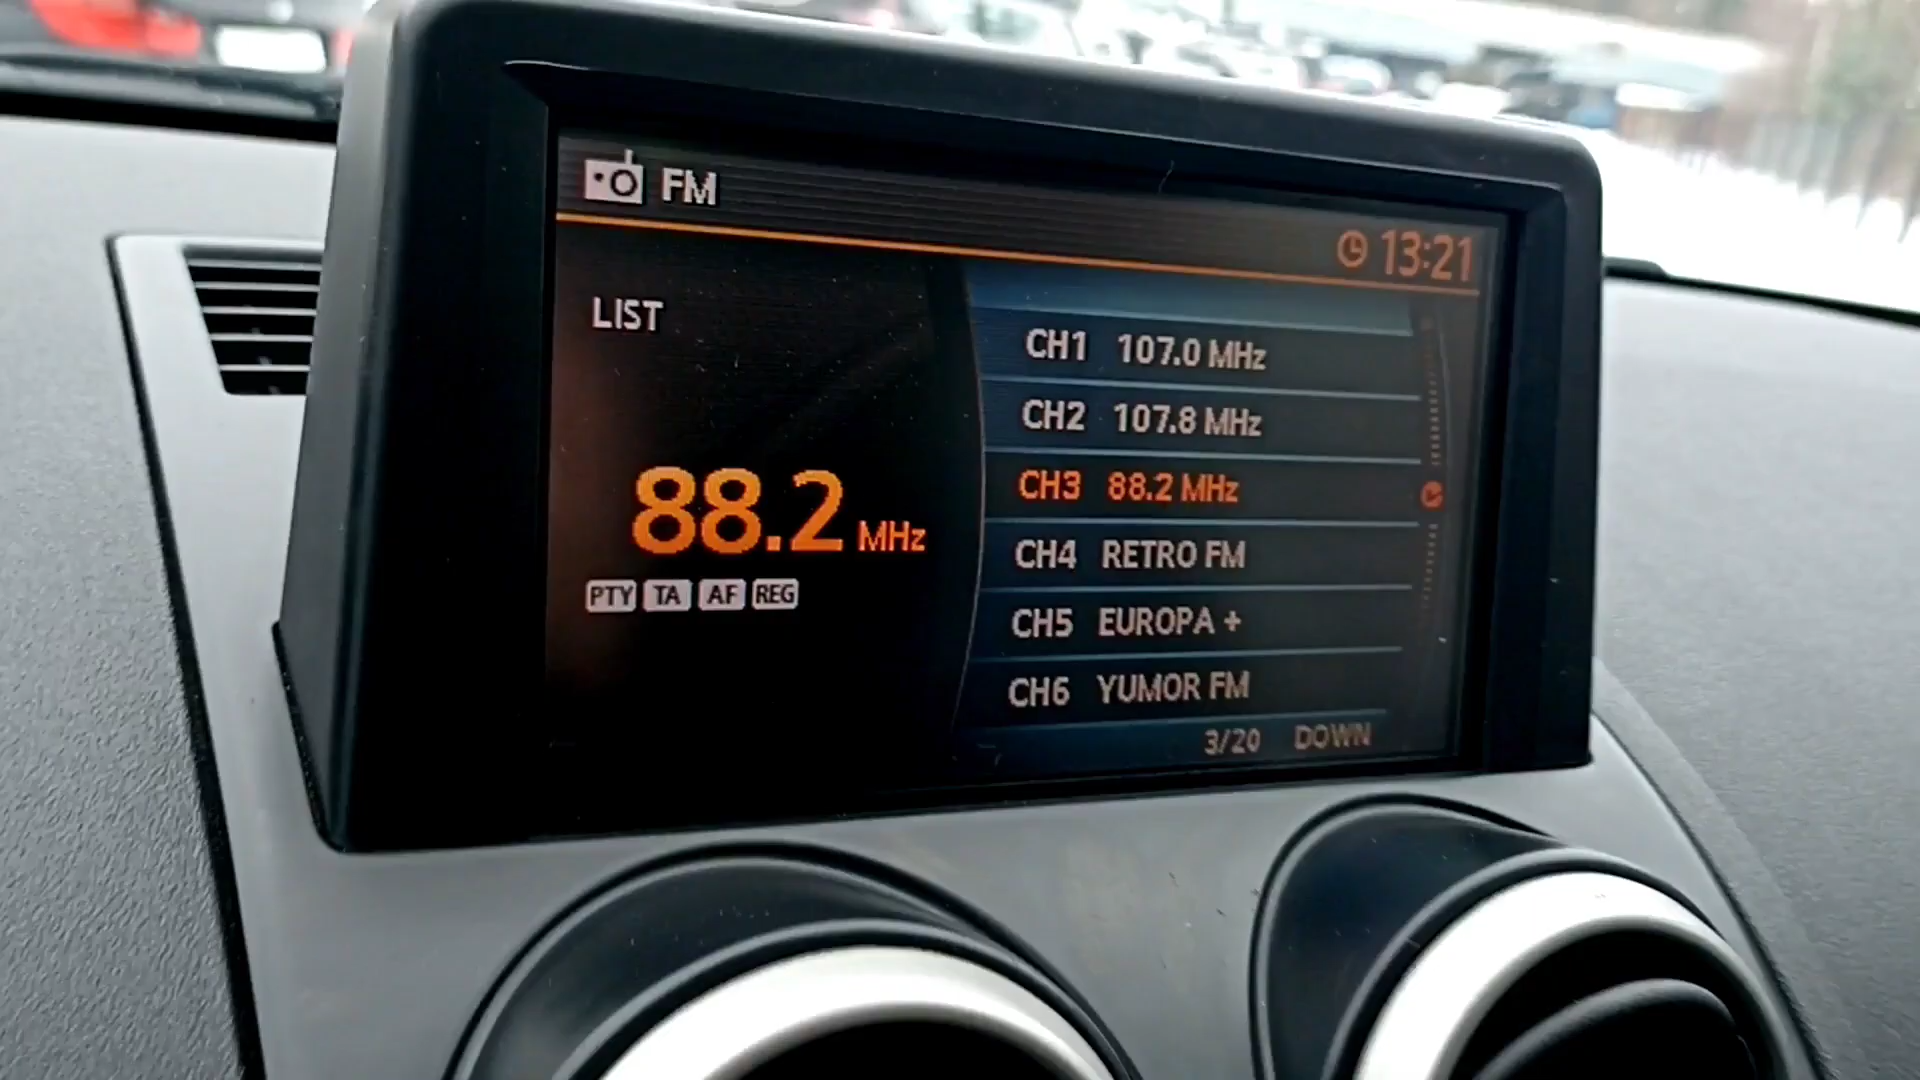 FM
13:21
LIST
CH1 107.0 MHz
CH2 107.8 MHz
CH3 88.2 MHz
88.2 MHz
CH4 RETRO FM
PTY TA AF REG
CH5 EUROPA +
CH6 YUMOR FM
3/20 DOWN